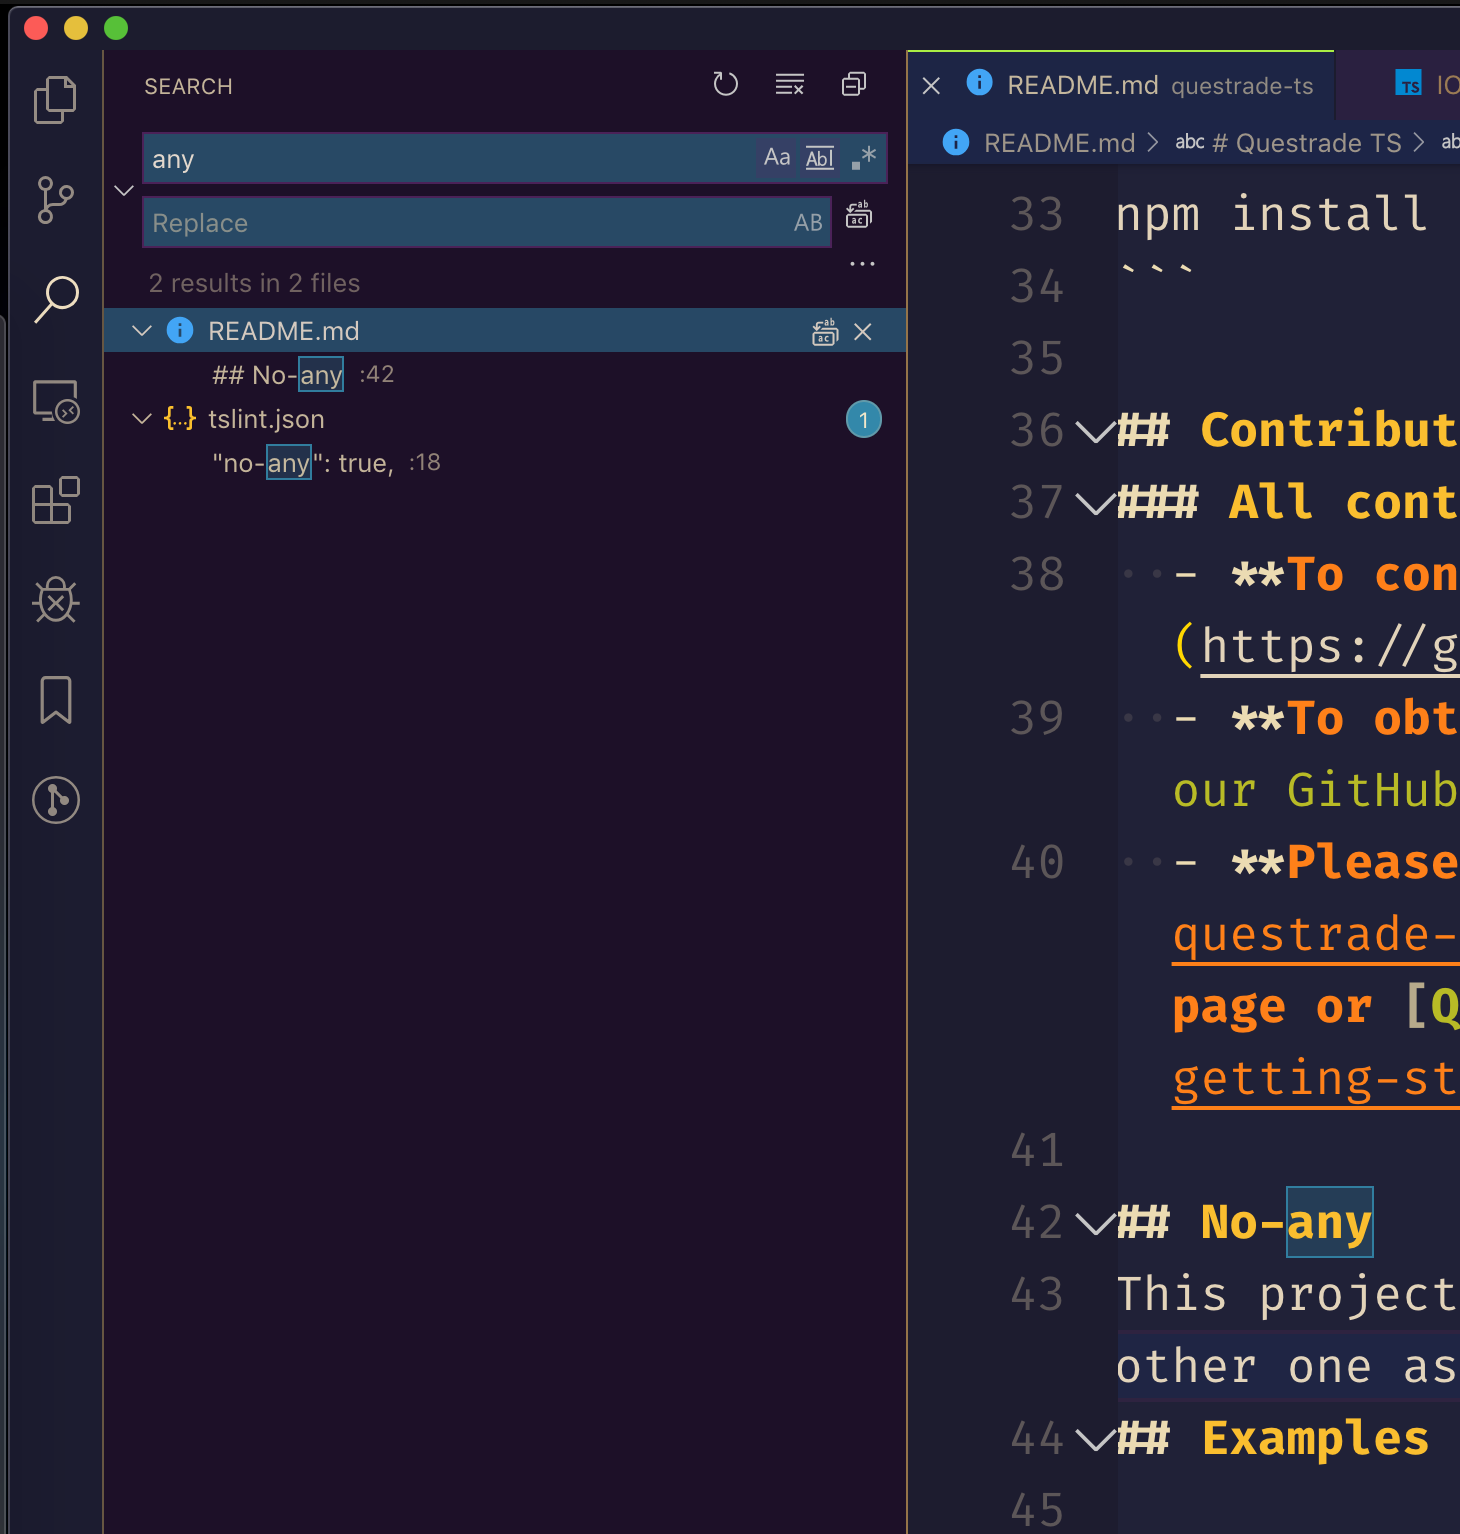 SEARCH
any
Aa Abl .*
Replace
AB
2 results in 2 files
README.md
## No-any :42
{..} tslint.json 1
"no-any": true, :18
README.md questrade-ts
TS
README.md > abc # Questrade TS >
33 npm install
34 ```
35
36 ## Contribut
37 ### All cont
38 - **To con
(https://g
39 - **To obt
our GitHub
40 - **Please
questrade-
page or [Q
getting-st
41
42 ## No-any
43 This project
other one as
44 ## Examples
45